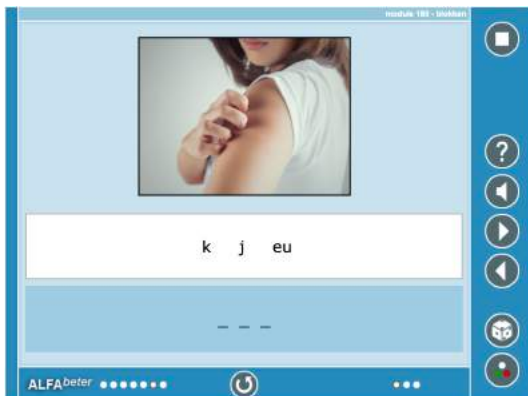 module 180 - blokken
k j eu
_ _ _
ALFAbeter
?